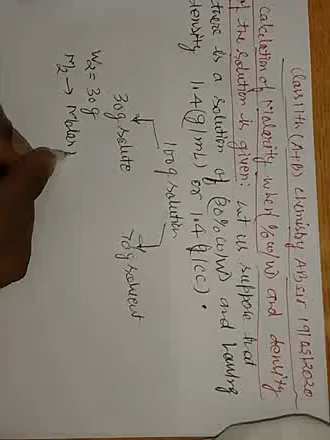 Class 11th (A+B) Chemistry AP Sir 19/05/2020
calculation of molarity when (% w/w) and density
of the solution is given: Let us suppose that
there is a solution of (30% w/w) and having
density 1.4 (g/mL) or 1.4 g/cc).
100g solution
30g solute 70g solvent
W2 = 30g
M2 → Molar